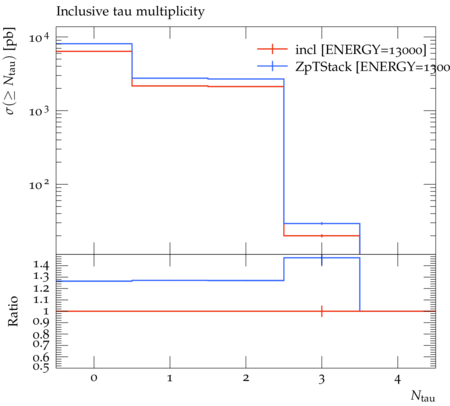 Inclusive tau multiplicity
σ(≥ Ntau) [pb]
10⁴
10³
10²
incl [ENERGY=13000]
ZpTStack [ENERGY=1300
Ratio
1.4
1.3
1.2
1.1
1
0.9
0.8
0.7
0.6
0.5
0 1 2 3 4
Ntau